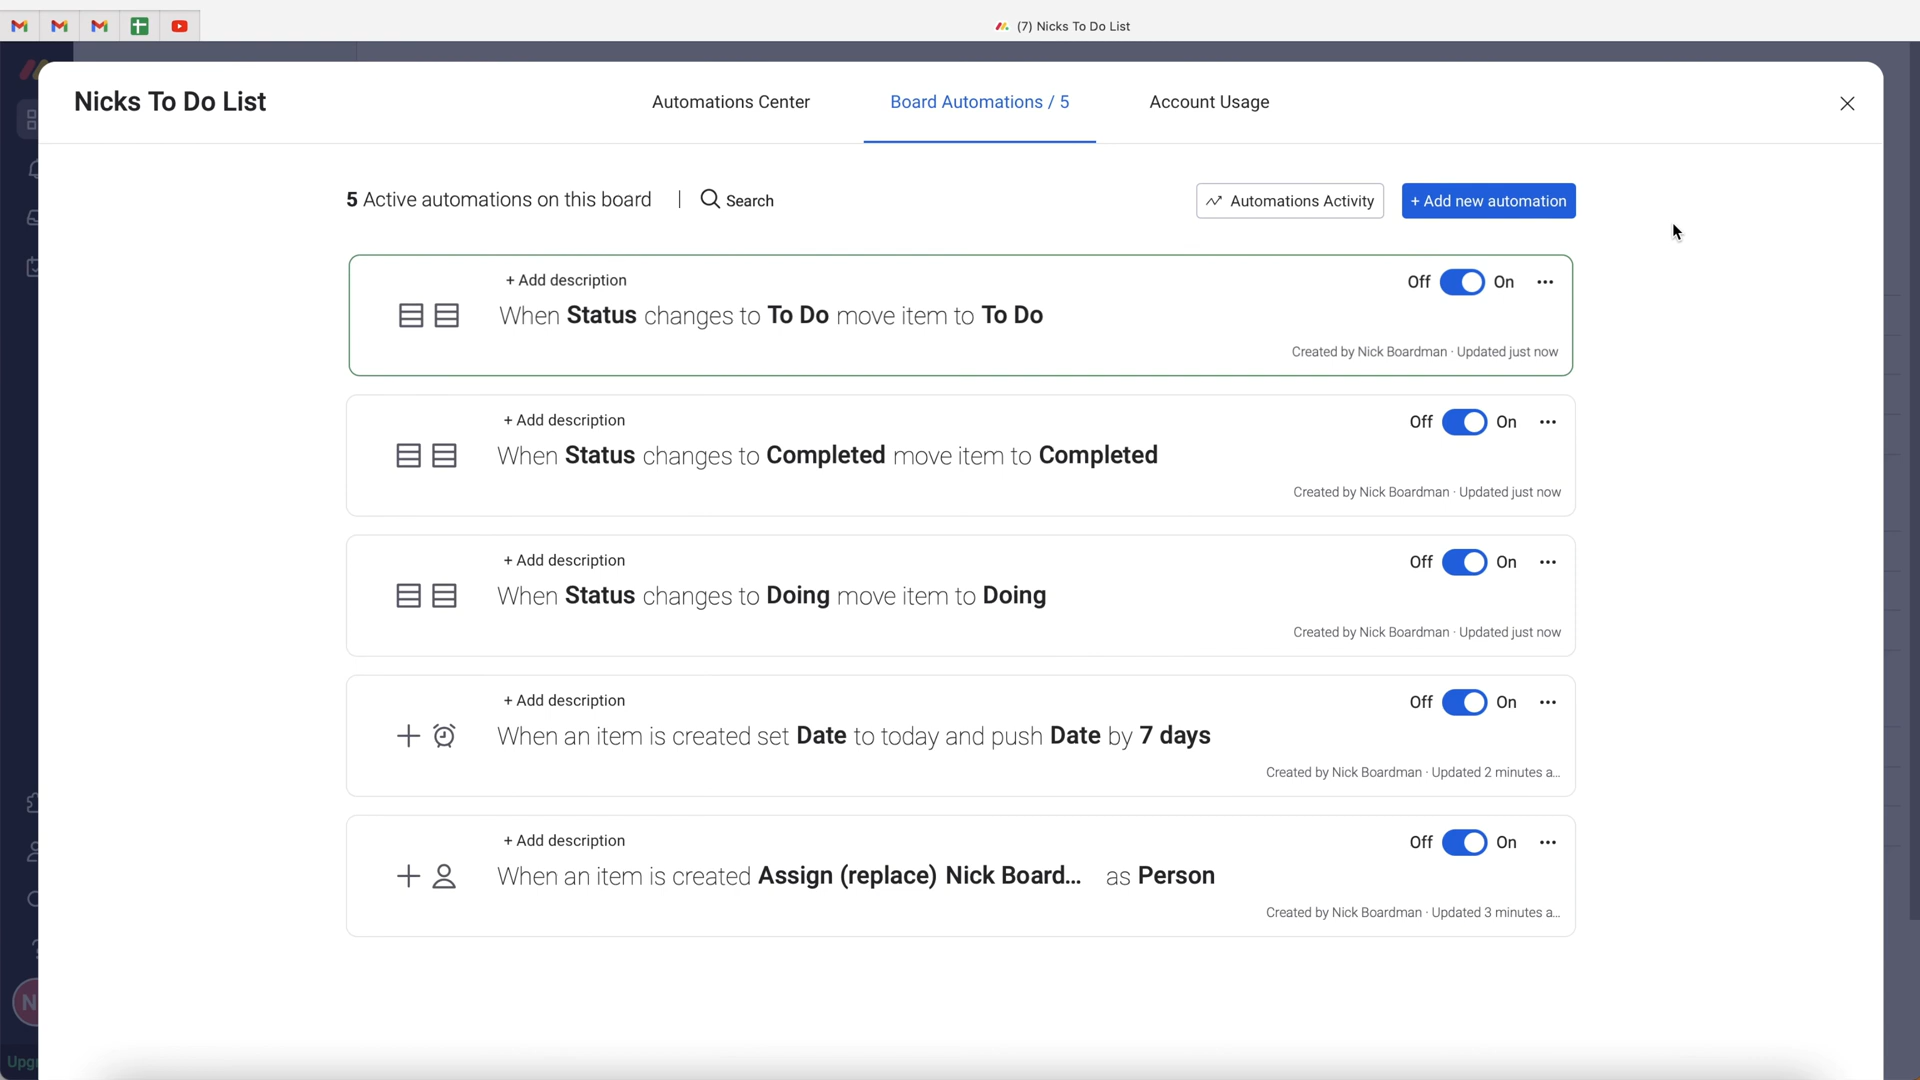 (7) Nicks To Do List
Nicks To Do List
Automations Center
Board Automations / 5
Account Usage
5 Active automations on this board
Search
Automations Activity
+ Add new automation
+ Add description
Off On
When Status changes to To Do move item to To Do
Created by Nick Boardman · Updated just now
+ Add description
Off On
When Status changes to Completed move item to Completed
Created by Nick Boardman · Updated just now
+ Add description
Off On
When Status changes to Doing move item to Doing
Created by Nick Boardman · Updated just now
+ Add description
Off On
When an item is created set Date to today and push Date by 7 days
Created by Nick Boardman · Updated 2 minutes a...
+ Add description
Off On
When an item is created Assign (replace) Nick Board... as Person
Created by Nick Boardman · Updated 3 minutes a...
N
Upgr